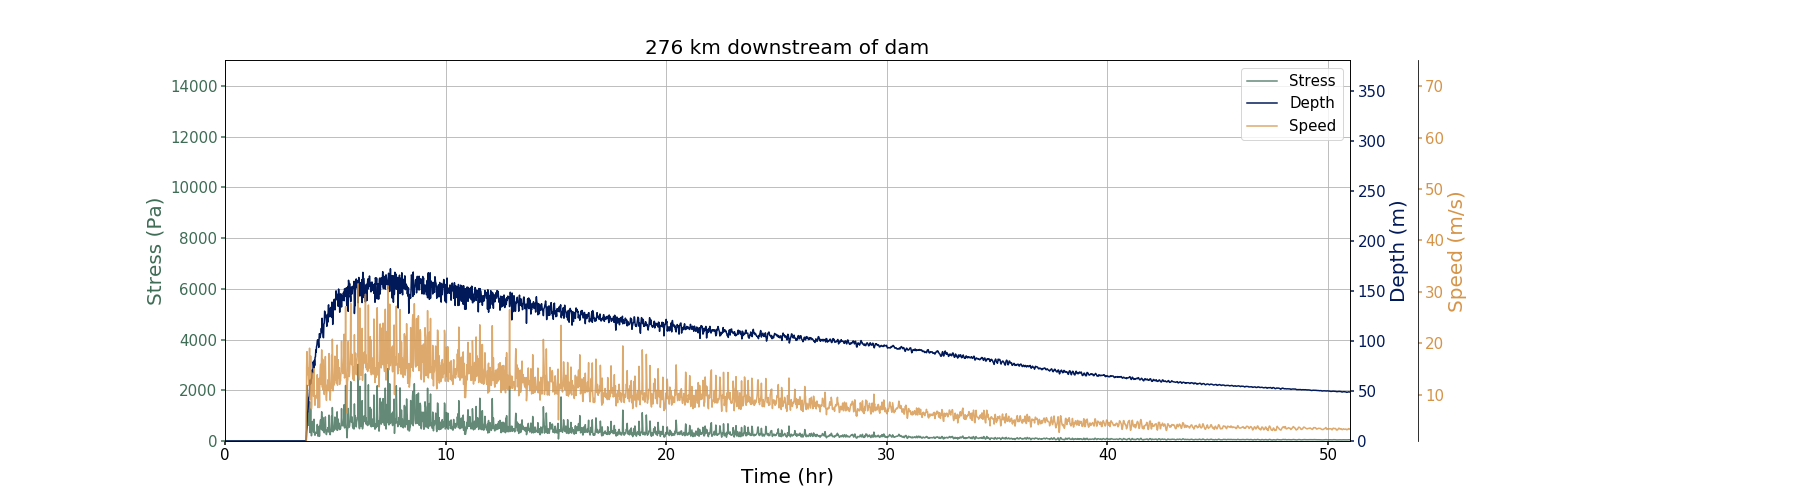 276 km downstream of dam
Stress
Depth
Speed
14000
12000
10000
8000
6000
4000
2000
0
Stress (Pa)
350
300
250
200
150
100
50
0
Depth (m)
70
60
50
40
30
20
10
Speed (m/s)
0 10 20 30 40 50
Time (hr)